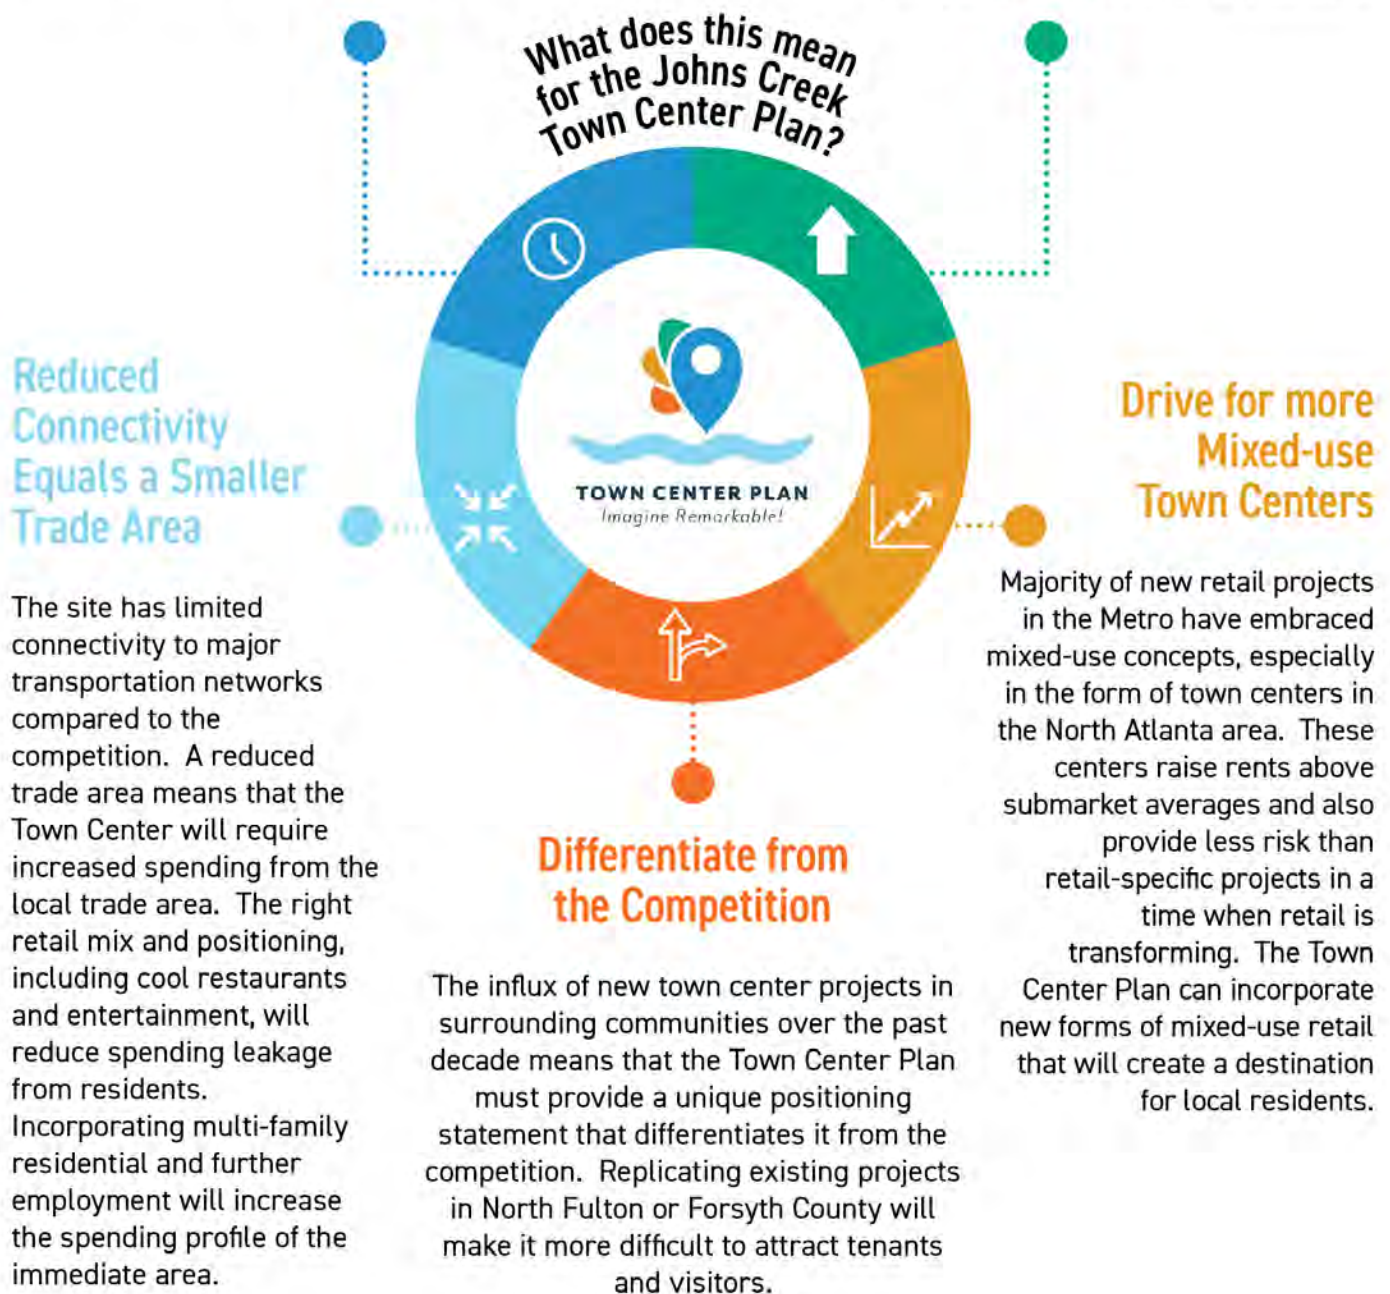 What does this mean
for the Johns Creek
Town Center Plan?
TOWN CENTER PLAN
Imagine Remarkable!
Reduced
Connectivity
Equals a Smaller
Trade Area
The site has limited
connectivity to major
transportation networks
compared to the
competition. A reduced
trade area means that the
Town Center will require
increased spending from the
local trade area. The right
retail mix and positioning,
including cool restaurants
and entertainment, will
reduce spending leakage
from residents.
Incorporating multi-family
residential and further
employment will increase
the spending profile of the
immediate area.
Differentiate from
the Competition
The influx of new town center projects in
surrounding communities over the past
decade means that the Town Center Plan
must provide a unique positioning
statement that differentiates it from the
competition. Replicating existing projects
in North Fulton or Forsyth County will
make it more difficult to attract tenants
and visitors.
Drive for more
Mixed-use
Town Centers
Majority of new retail projects
in the Metro have embraced
mixed-use concepts, especially
in the form of town centers in
the North Atlanta area. These
centers raise rents above
submarket averages and also
provide less risk than
retail-specific projects in a
time when retail is
transforming. The Town
Center Plan can incorporate
new forms of mixed-use retail
that will create a destination
for local residents.